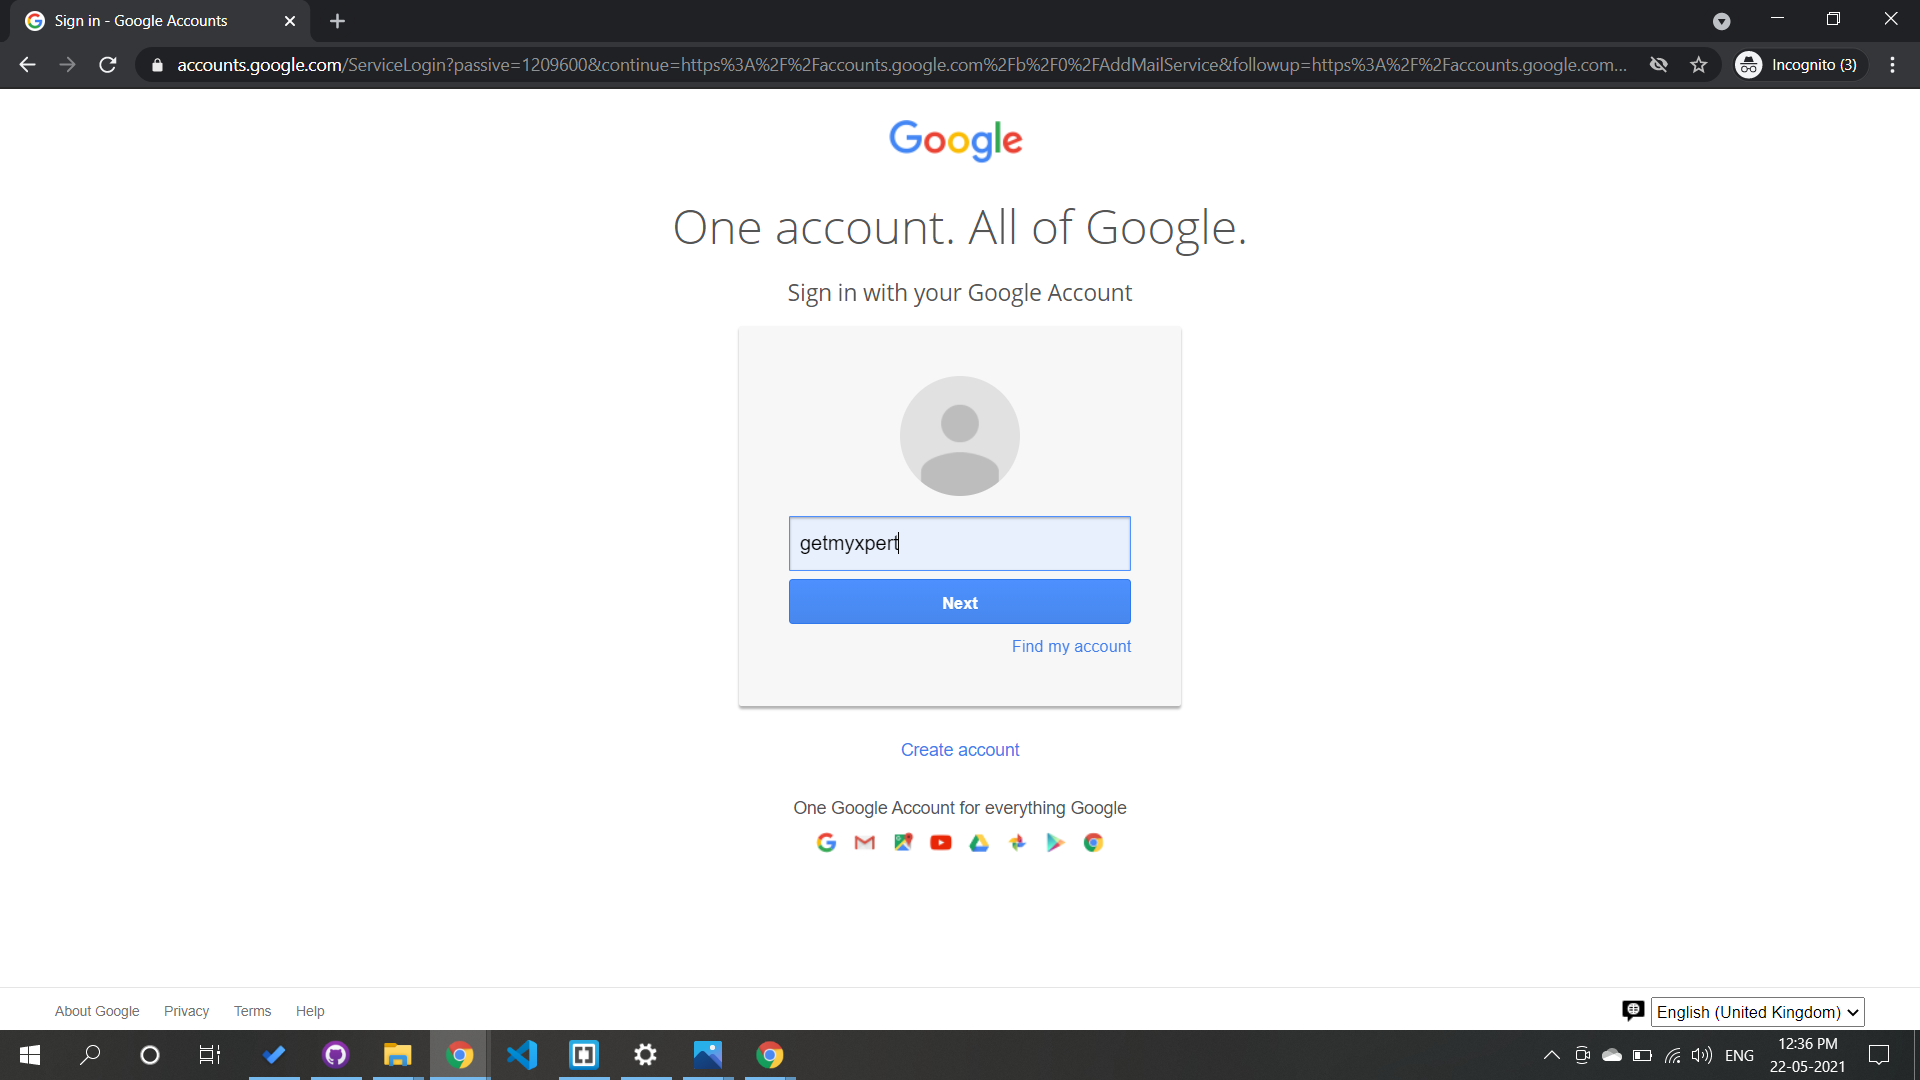 Sign in - Google Accounts
accounts.google.com/ServiceLogin?passive=1209600&continue=https%3A%2F%2Faccounts.google.com%2Fb%2F0%2FAddMailService&followup=https%3A%2F%2Faccounts.google.com...
Incognito (3)
Google
One account. All of Google.
Sign in with your Google Account
getmyxpert
Next
Find my account
Create account
One Google Account for everything Google
About Google Privacy Terms Help
English (United Kingdom)
ENG
12:36 PM
22-05-2021